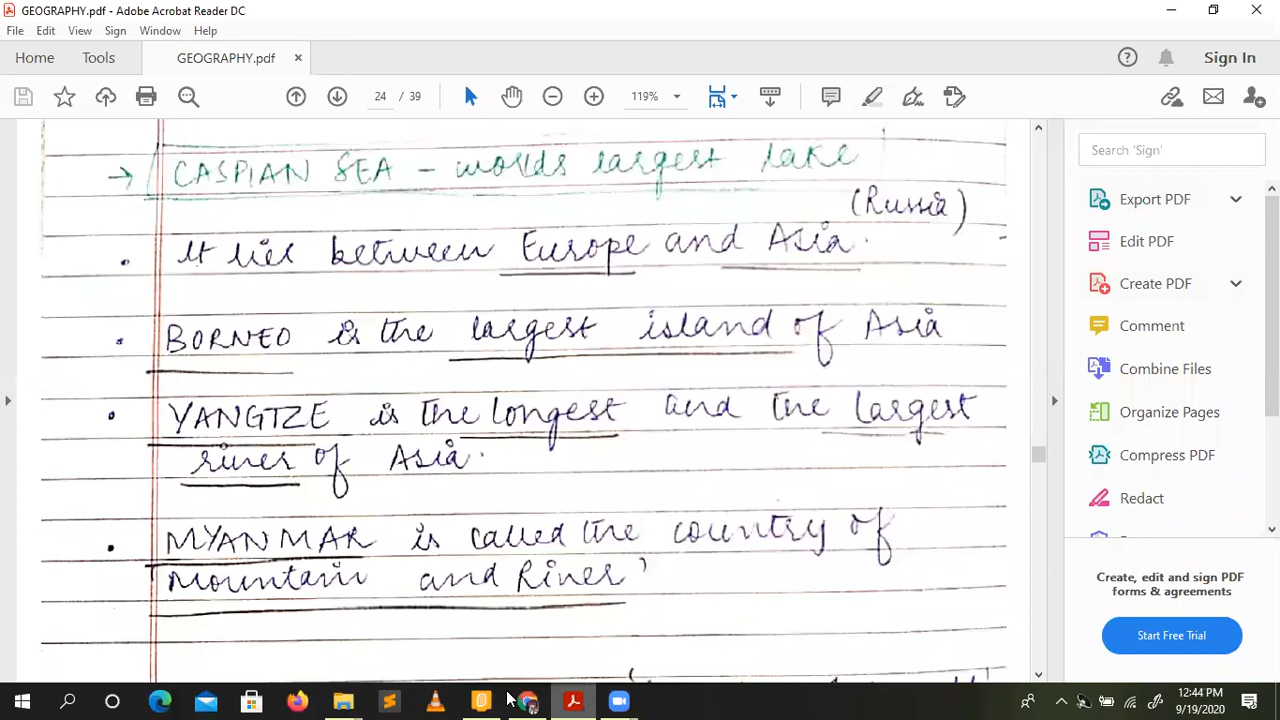 GEOGRAPHY.pdf - Adobe Acrobat Reader DC
File Edit View Sign Window Help
Home Tools GEOGRAPHY.pdf × Sign In
24 / 39 119%
→ CASPIAN SEA - worlds largest lake
(Russia)
• It lies between Europe and Asia.
• BORNEO is the largest island of Asia
• YANGTZE is the longest and the largest
river of Asia.
• MYANMAR is called the country of
Mountain and River'
Search 'Sign'
Export PDF
Edit PDF
Create PDF
Comment
Combine Files
Organize Pages
Compress PDF
Redact
Create, edit and sign PDF
forms & agreements
Start Free Trial
12:44 PM
9/19/2020